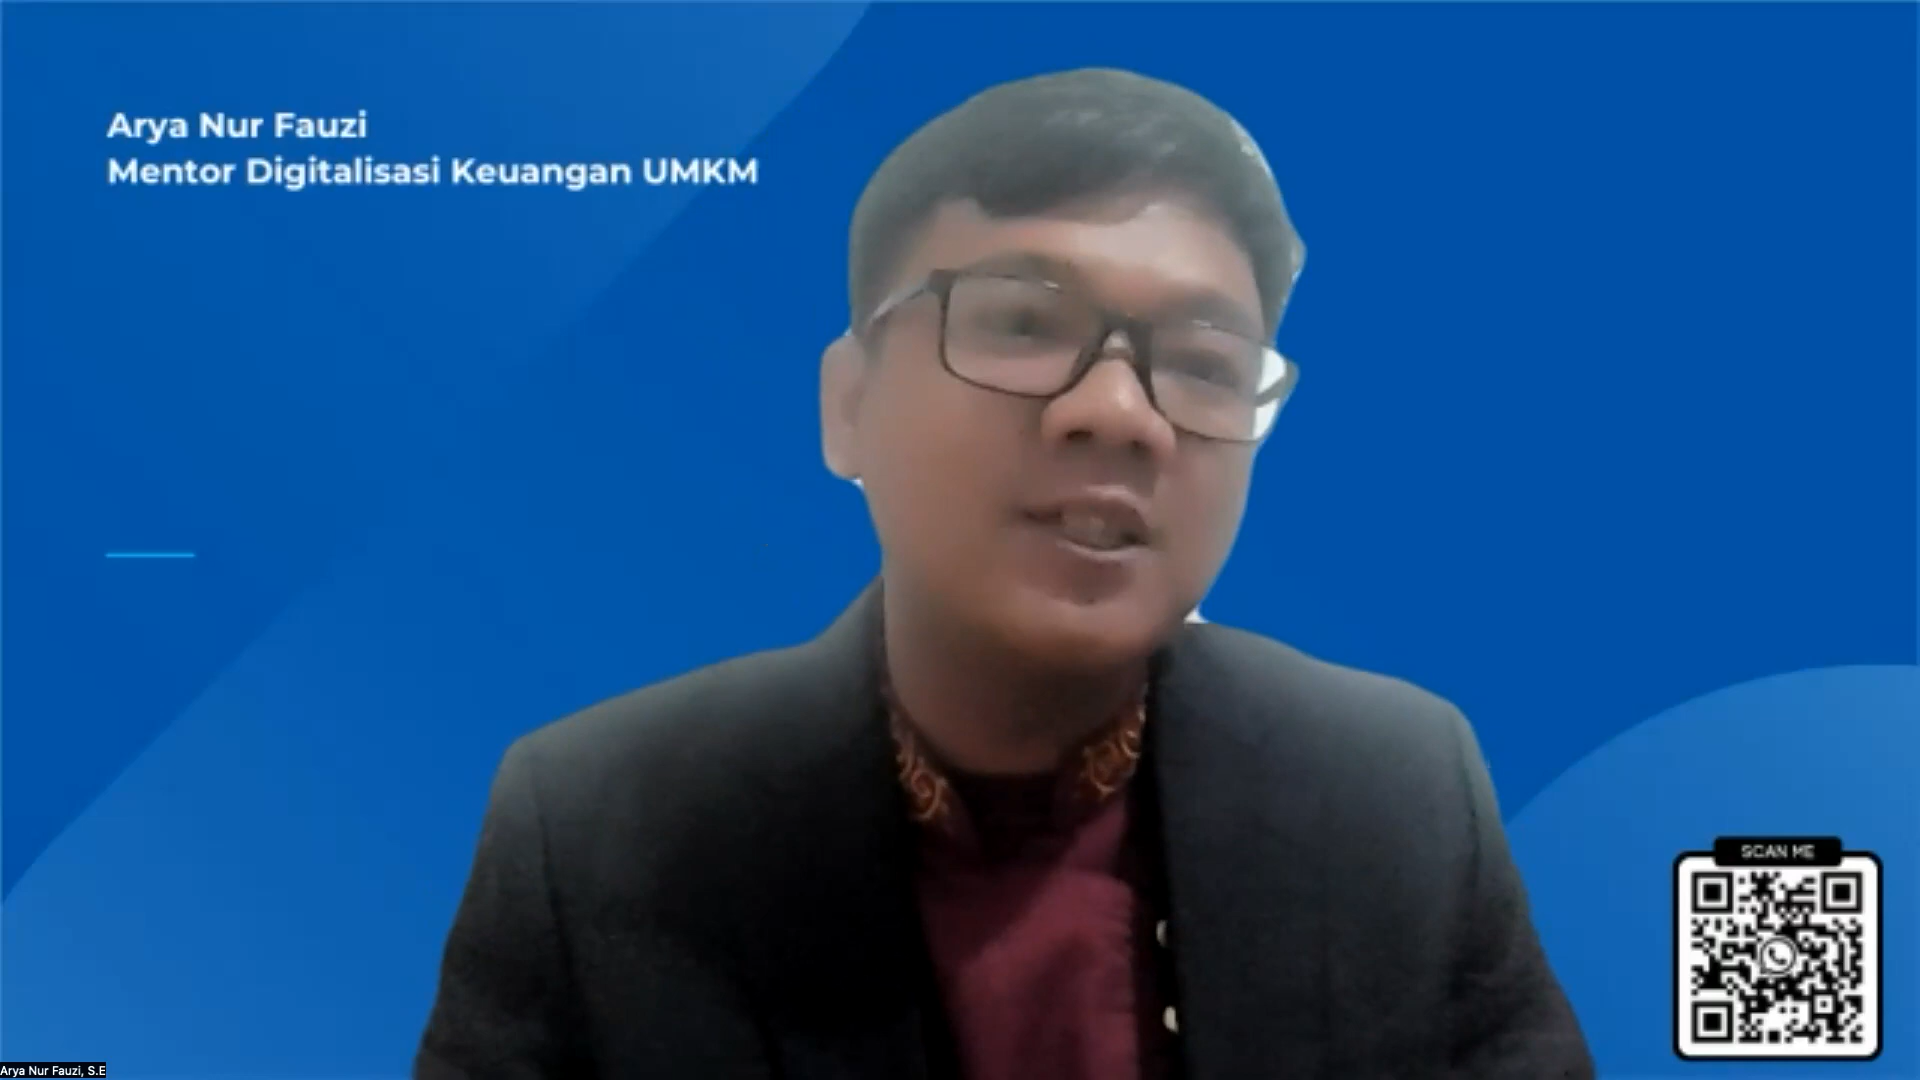 Arya Nur Fauzi
Mentor Digitalisasi Keuangan UMKM
SCAN ME
Arya Nur Fauzi, S.E